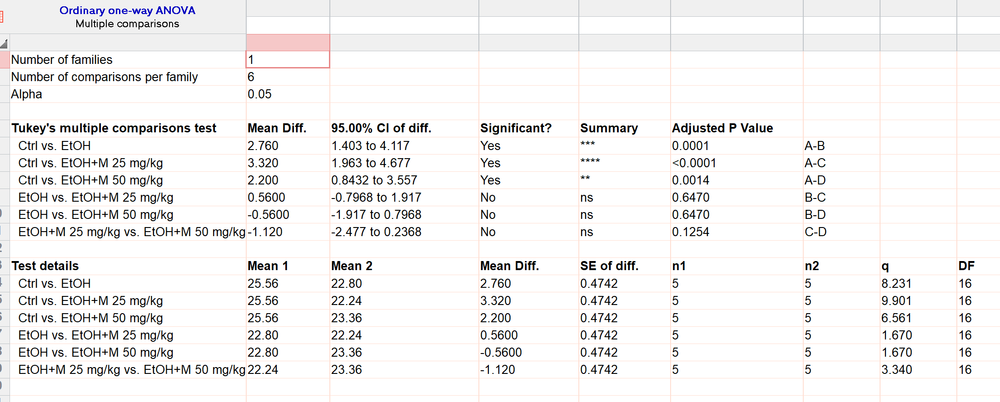 Ordinary one-way ANOVA
Multiple comparisons
Number of families 1
Number of comparisons per family 6
Alpha 0.05
Tukey's multiple comparisons test Mean Diff. 95.00% CI of diff. Significant? Summary Adjusted P Value
Ctrl vs. EtOH 2.760 1.403 to 4.117 Yes *** 0.0001 A-B
Ctrl vs. EtOH+M 25 mg/kg 3.320 1.963 to 4.677 Yes **** <0.0001 A-C
Ctrl vs. EtOH+M 50 mg/kg 2.200 0.8432 to 3.557 Yes ** 0.0014 A-D
EtOH vs. EtOH+M 25 mg/kg 0.5600 -0.7968 to 1.917 No ns 0.6470 B-C
EtOH vs. EtOH+M 50 mg/kg -0.5600 -1.917 to 0.7968 No ns 0.6470 B-D
EtOH+M 25 mg/kg vs. EtOH+M 50 mg/kg -1.120 -2.477 to 0.2368 No ns 0.1254 C-D
Test details Mean 1 Mean 2 Mean Diff. SE of diff. n1 n2 q DF
Ctrl vs. EtOH 25.56 22.80 2.760 0.4742 5 5 8.231 16
Ctrl vs. EtOH+M 25 mg/kg 25.56 22.24 3.320 0.4742 5 5 9.901 16
Ctrl vs. EtOH+M 50 mg/kg 25.56 23.36 2.200 0.4742 5 5 6.561 16
EtOH vs. EtOH+M 25 mg/kg 22.80 22.24 0.5600 0.4742 5 5 1.670 16
EtOH vs. EtOH+M 50 mg/kg 22.80 23.36 -0.5600 0.4742 5 5 1.670 16
EtOH+M 25 mg/kg vs. EtOH+M 50 mg/kg 22.24 23.36 -1.120 0.4742 5 5 3.340 16